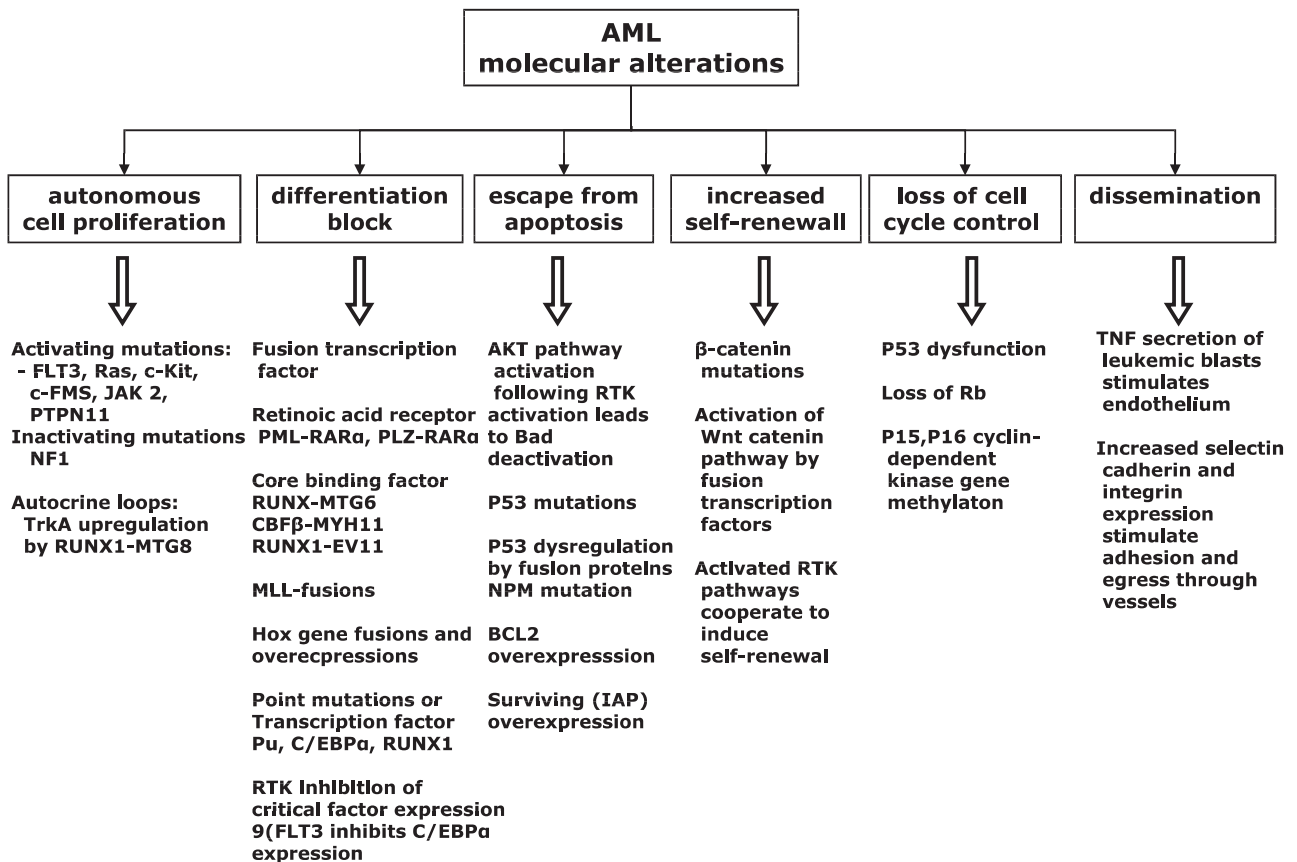 AML
molecular alterations
autonomous
cell proliferation
differentiation
block
escape from
apoptosis
increased
self-renewall
loss of cell
cycle control
dissemination
Activating mutations:
- FLT3, Ras, c-Kit,
c-FMS, JAK 2,
PTPN11
Inactivating mutations
NF1
Autocrine loops:
TrkA upregulation
by RUNX1-MTG8
Fusion transcription
factor
Retinoic acid receptor
PML-RARα, PLZ-RARα
Core binding factor
RUNX-MTG6
CBFβ-MYH11
RUNX1-EV11
MLL-fusions
Hox gene fusions and
overecpressions
Point mutations or
Transcription factor
Pu, C/EBPα, RUNX1
RTK Inhibition of
critical factor expression
9(FLT3 inhibits C/EBPα
expression
AKT pathway
activation
following RTK
activation leads
to Bad
deactivation
P53 mutations
P53 dysregulation
by fusion proteins
NPM mutation
BCL2
overexpresssion
Surviving (IAP)
overexpression
β-catenin
mutations
Activation of
Wnt catenin
pathway by
fusion
transcription
factors
Activated RTK
pathways
cooperate to
induce
self-renewal
P53 dysfunction
Loss of Rb
P15,P16 cyclin-
dependent
kinase gene
methylaton
TNF secretion of
leukemic blasts
stimulates
endothelium
Increased selectin
cadherin and
integrin
expression
stimulate
adhesion and
egress through
vessels